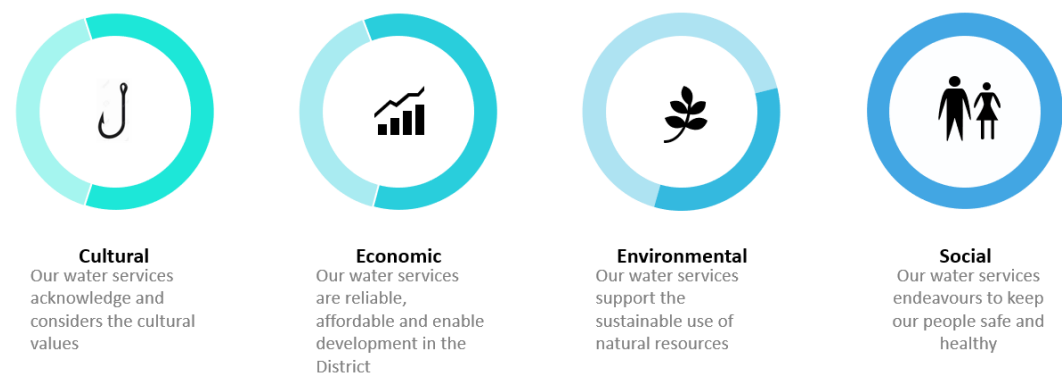 Cultural
Our water services
acknowledge and
considers the cultural
values
Economic
Our water services
are reliable,
affordable and enable
development in the
District
Environmental
Our water services
support the
sustainable use of
natural resources
Social
Our water services
endeavours to keep
our people safe and
healthy